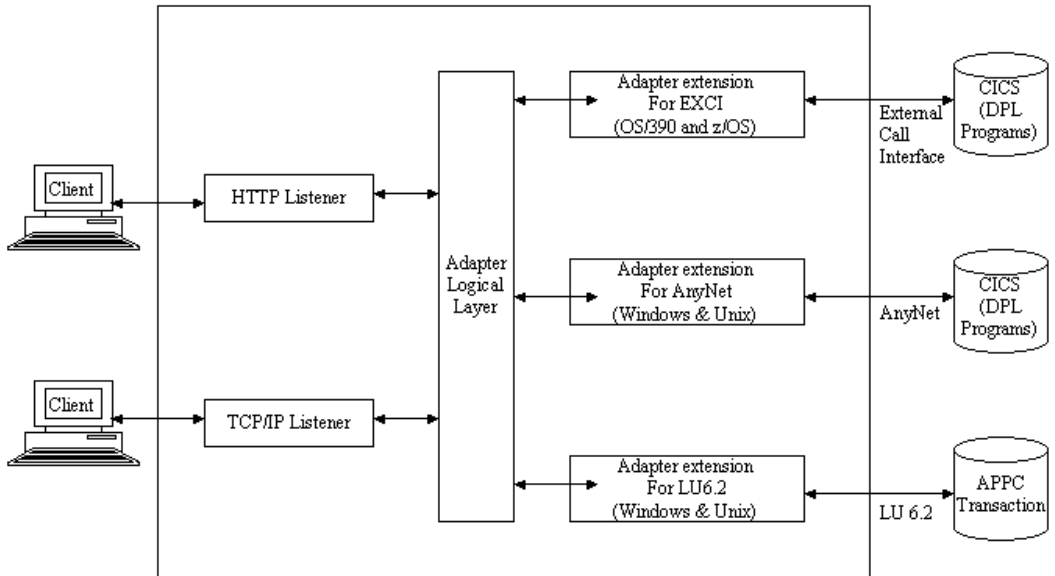 Client
HTTP Listener
Client
TCP/IP Listener
Adapter
Logical
Layer
Adapter extension
For EXCI
(OS/390 and z/OS)
External
Call
Interface
CICS
(DPL
Programs)
Adapter extension
For AnyNet
(Windows & Unix)
AnyNet
CICS
(DPL
Programs)
Adapter extension
For LU6.2
(Windows & Unix)
LU 6.2
APPC
Transaction